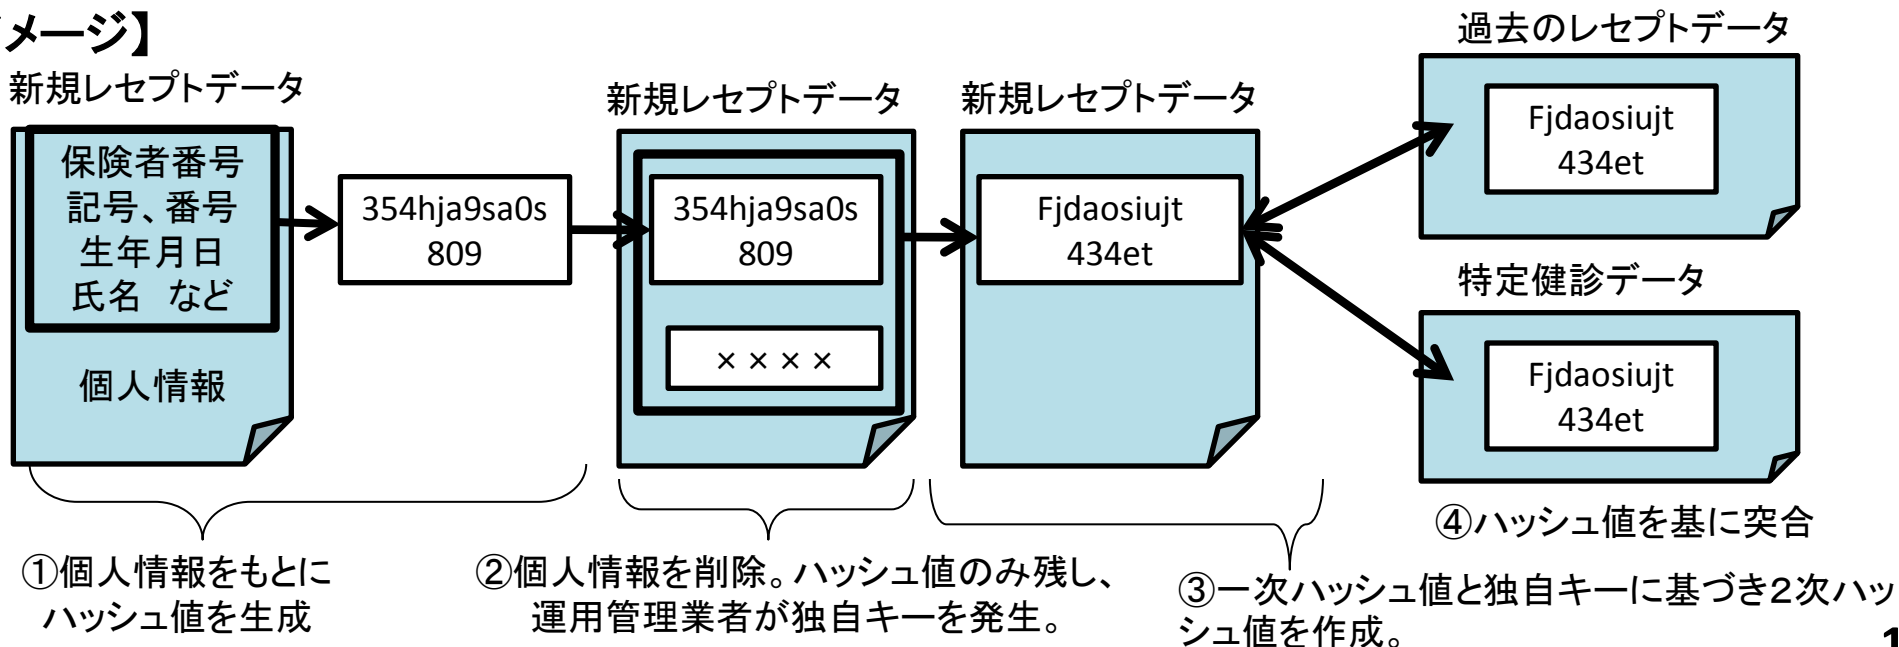 メージ】
新規レセプトデータ
保険者番号
記号、番号
生年月日
氏名　など
個人情報
354hja9sa0s
809
新規レセプトデータ
354hja9sa0s
809
××××
新規レセプトデータ
Fjdaosiujt
434et
過去のレセプトデータ
Fjdaosiujt
434et
特定健診データ
Fjdaosiujt
434et
①個人情報をもとに
ハッシュ値を生成
②個人情報を削除。ハッシュ値のみ残し、
運用管理業者が独自キーを発生。
③一次ハッシュ値と独自キーに基づき２次ハッ
シュ値を作成。
④ハッシュ値を基に突合